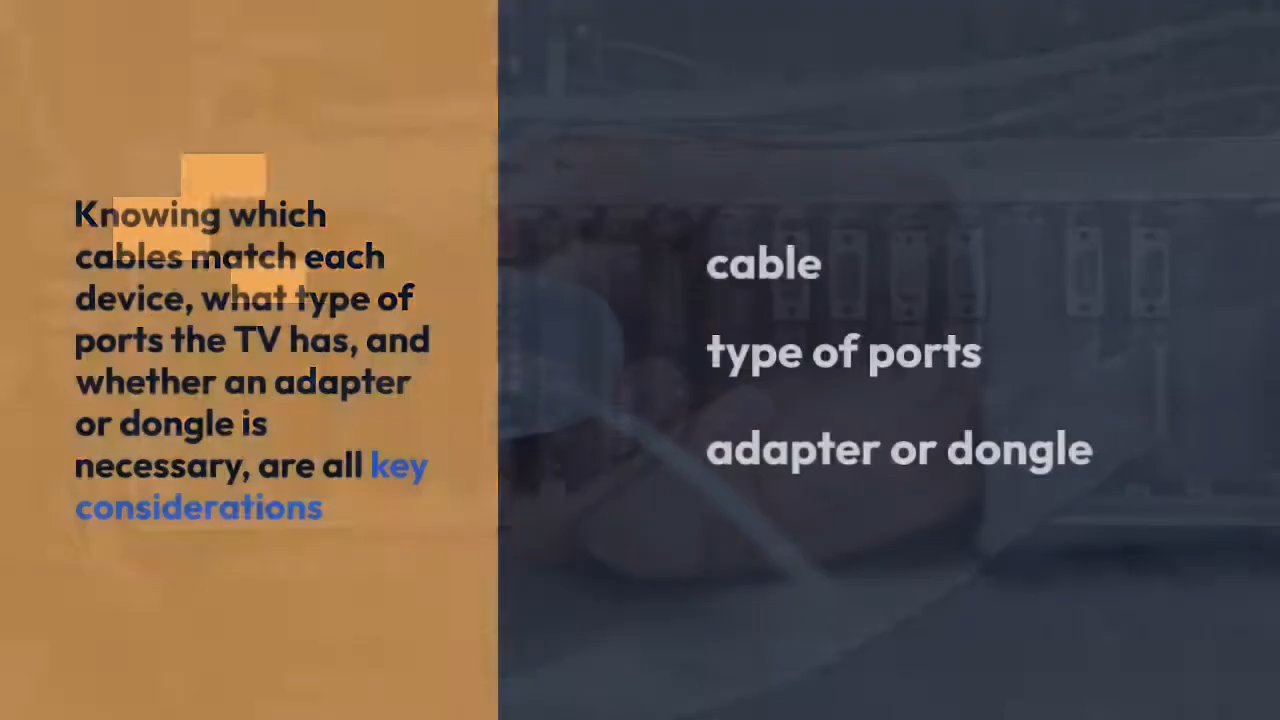 Knowing which
cables match each
device, what type of
ports the TV has, and
whether an adapter
or dongle is
necessary, are all key
considerations
cable
type of ports
adapter or dongle